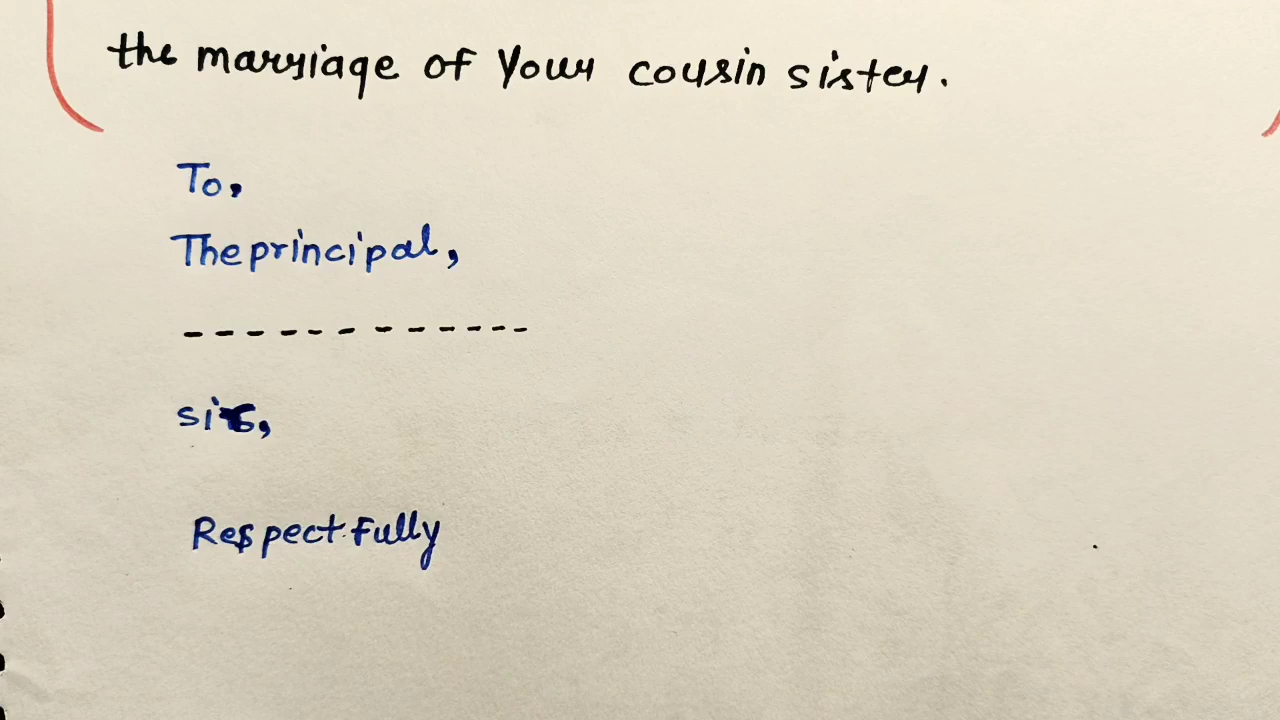 the marriage of Your cousin sister.
To,
The principal,
------------
sir,
Respectfully